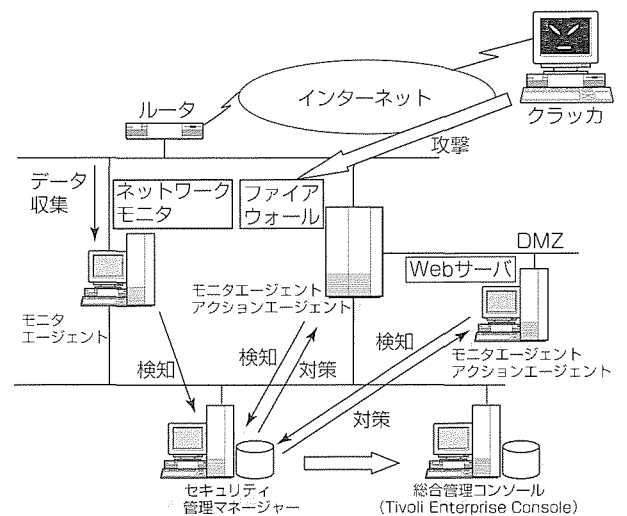 インターネット
クラッカ
ルータ
攻撃
データ
収集
ネットワーク
モニタ
ファイア
ウォール
DMZ
Webサーバ
モニタエージェント
アクションエージェント
モニタ
エージェント
検知
検知
対策
検知
モニタエージェント
アクションエージェント
対策
セキュリティ
管理マネージャー
総合管理コンソール
(Tivoli Enterprise Console)